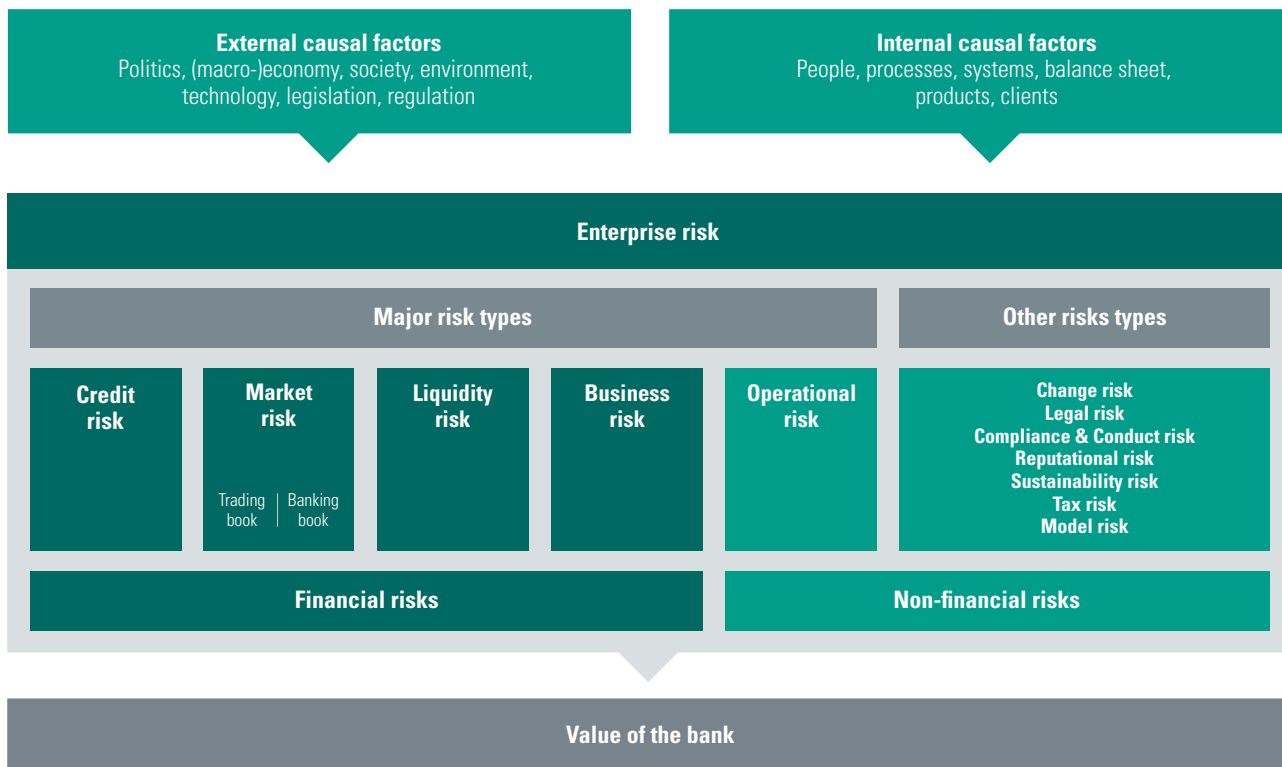 External causal factors
Politics, (macro-)economy, society, environment,
technology, legislation, regulation
Internal causal factors
People, processes, systems, balance sheet,
products, clients
Enterprise risk
Major risk types
Other risks types
Credit
risk
Market
risk
Trading
book
Banking
book
Liquidity
risk
Business
risk
Operational
risk
Change risk
Legal risk
Compliance & Conduct risk
Reputational risk
Sustainability risk
Tax risk
Model risk
Financial risks
Non-financial risks
Value of the bank